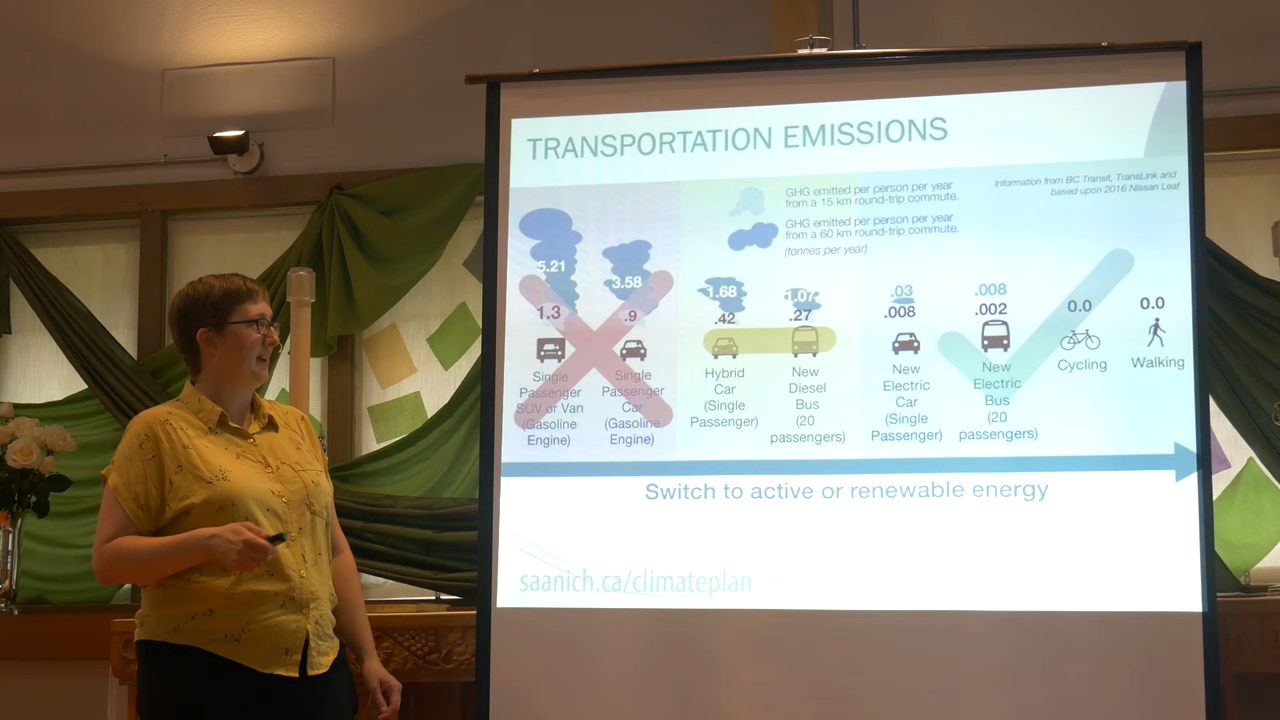 TRANSPORTATION EMISSIONS
Information from BC Transit, TransLink and
based upon 2016 Nissan Leaf
GHG emitted per person per year
from a 15 km round-trip commute.
GHG emitted per person per year
from a 60 km round-trip commute.
(tonnes per year)
5.21
1.3
Single
Passenger
SUV or Van
(Gasoline
Engine)
3.58
.9
Single
Passenger
Car
(Gasoline
Engine)
1.68
.42
Hybrid
Car
(Single
Passenger)
1.07
.27
New
Diesel
Bus
(20
passengers)
.03
.008
New
Electric
Car
(Single
Passenger)
.008
.002
New
Electric
Bus
(20
passengers)
0.0
Cycling
0.0
Walking
Switch to active or renewable energy
saanich.ca/climateplan